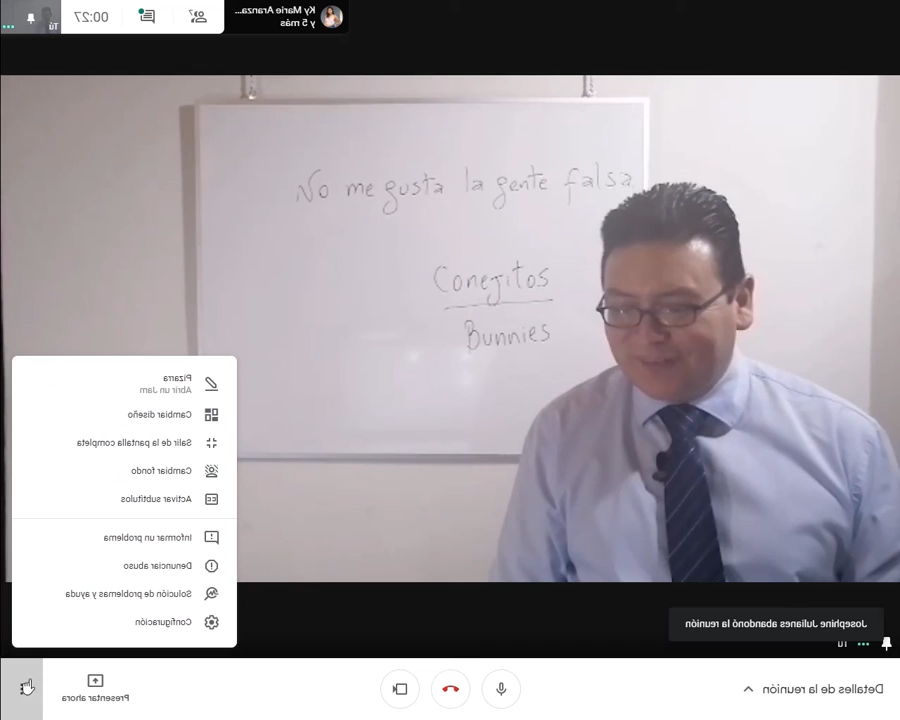 Tú
00:27
7
Ky Marie Aranza...
y 5 más
No me gusta la gente falsa
Conejitos
Bunnies
Pizarra
Abrir un Jam
Cambiar diseño
Salir de la pantalla completa
Cambiar fondo
Activar subtítulos
Informar un problema
Denunciar abuso
Solución de problemas y ayuda
Configuración
Josephine Julianes abandonó la reunión
Tú
Presentar ahora
Detalles de la reunión